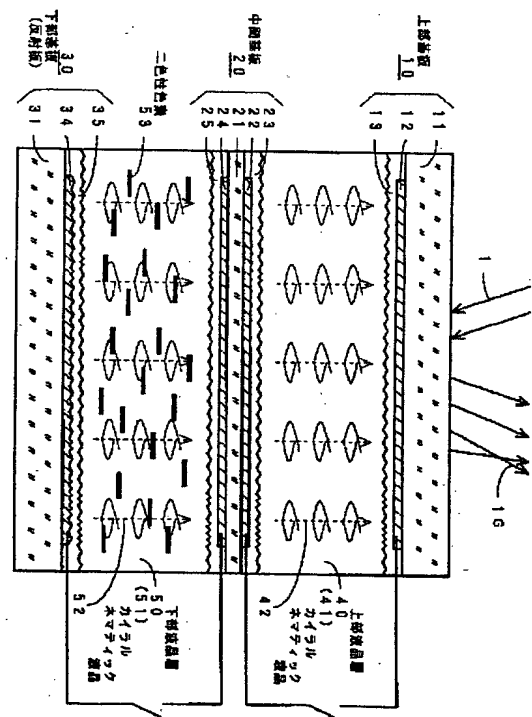 1
1G
11
12
13
上部基板
10
23
22
21
24
25
中間基板
20
53
二色性色素
35
34
31
下部基板
(反射板)
30
上部液晶層
40
(41)
カイラル
ネマティック
液晶
42
下部液晶層
50
(51)
カイラル
ネマティック
液晶
52